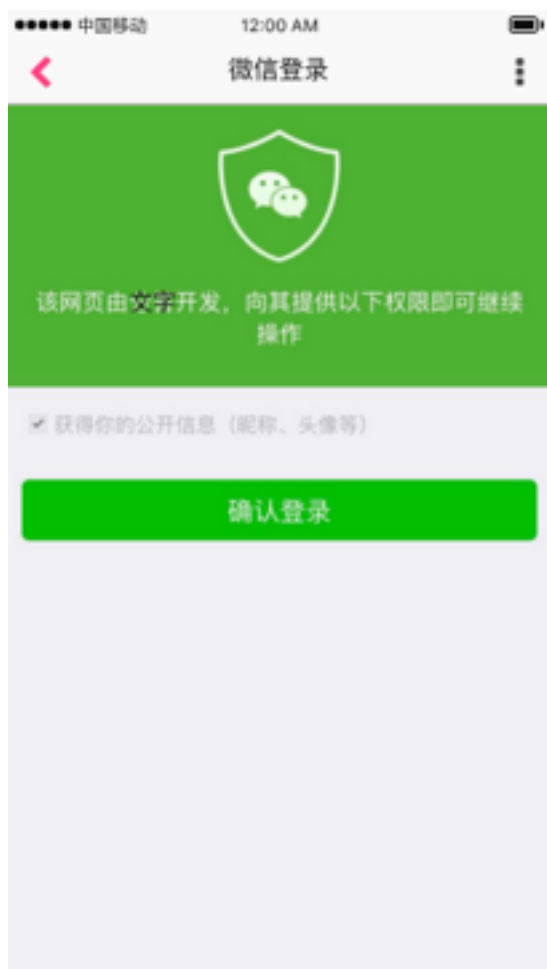 中国移动 12:00 AM
微信登录
该网页由文字开发，向其提供以下权限即可继续
操作
获得你的公开信息（昵称、头像等）
确认登录